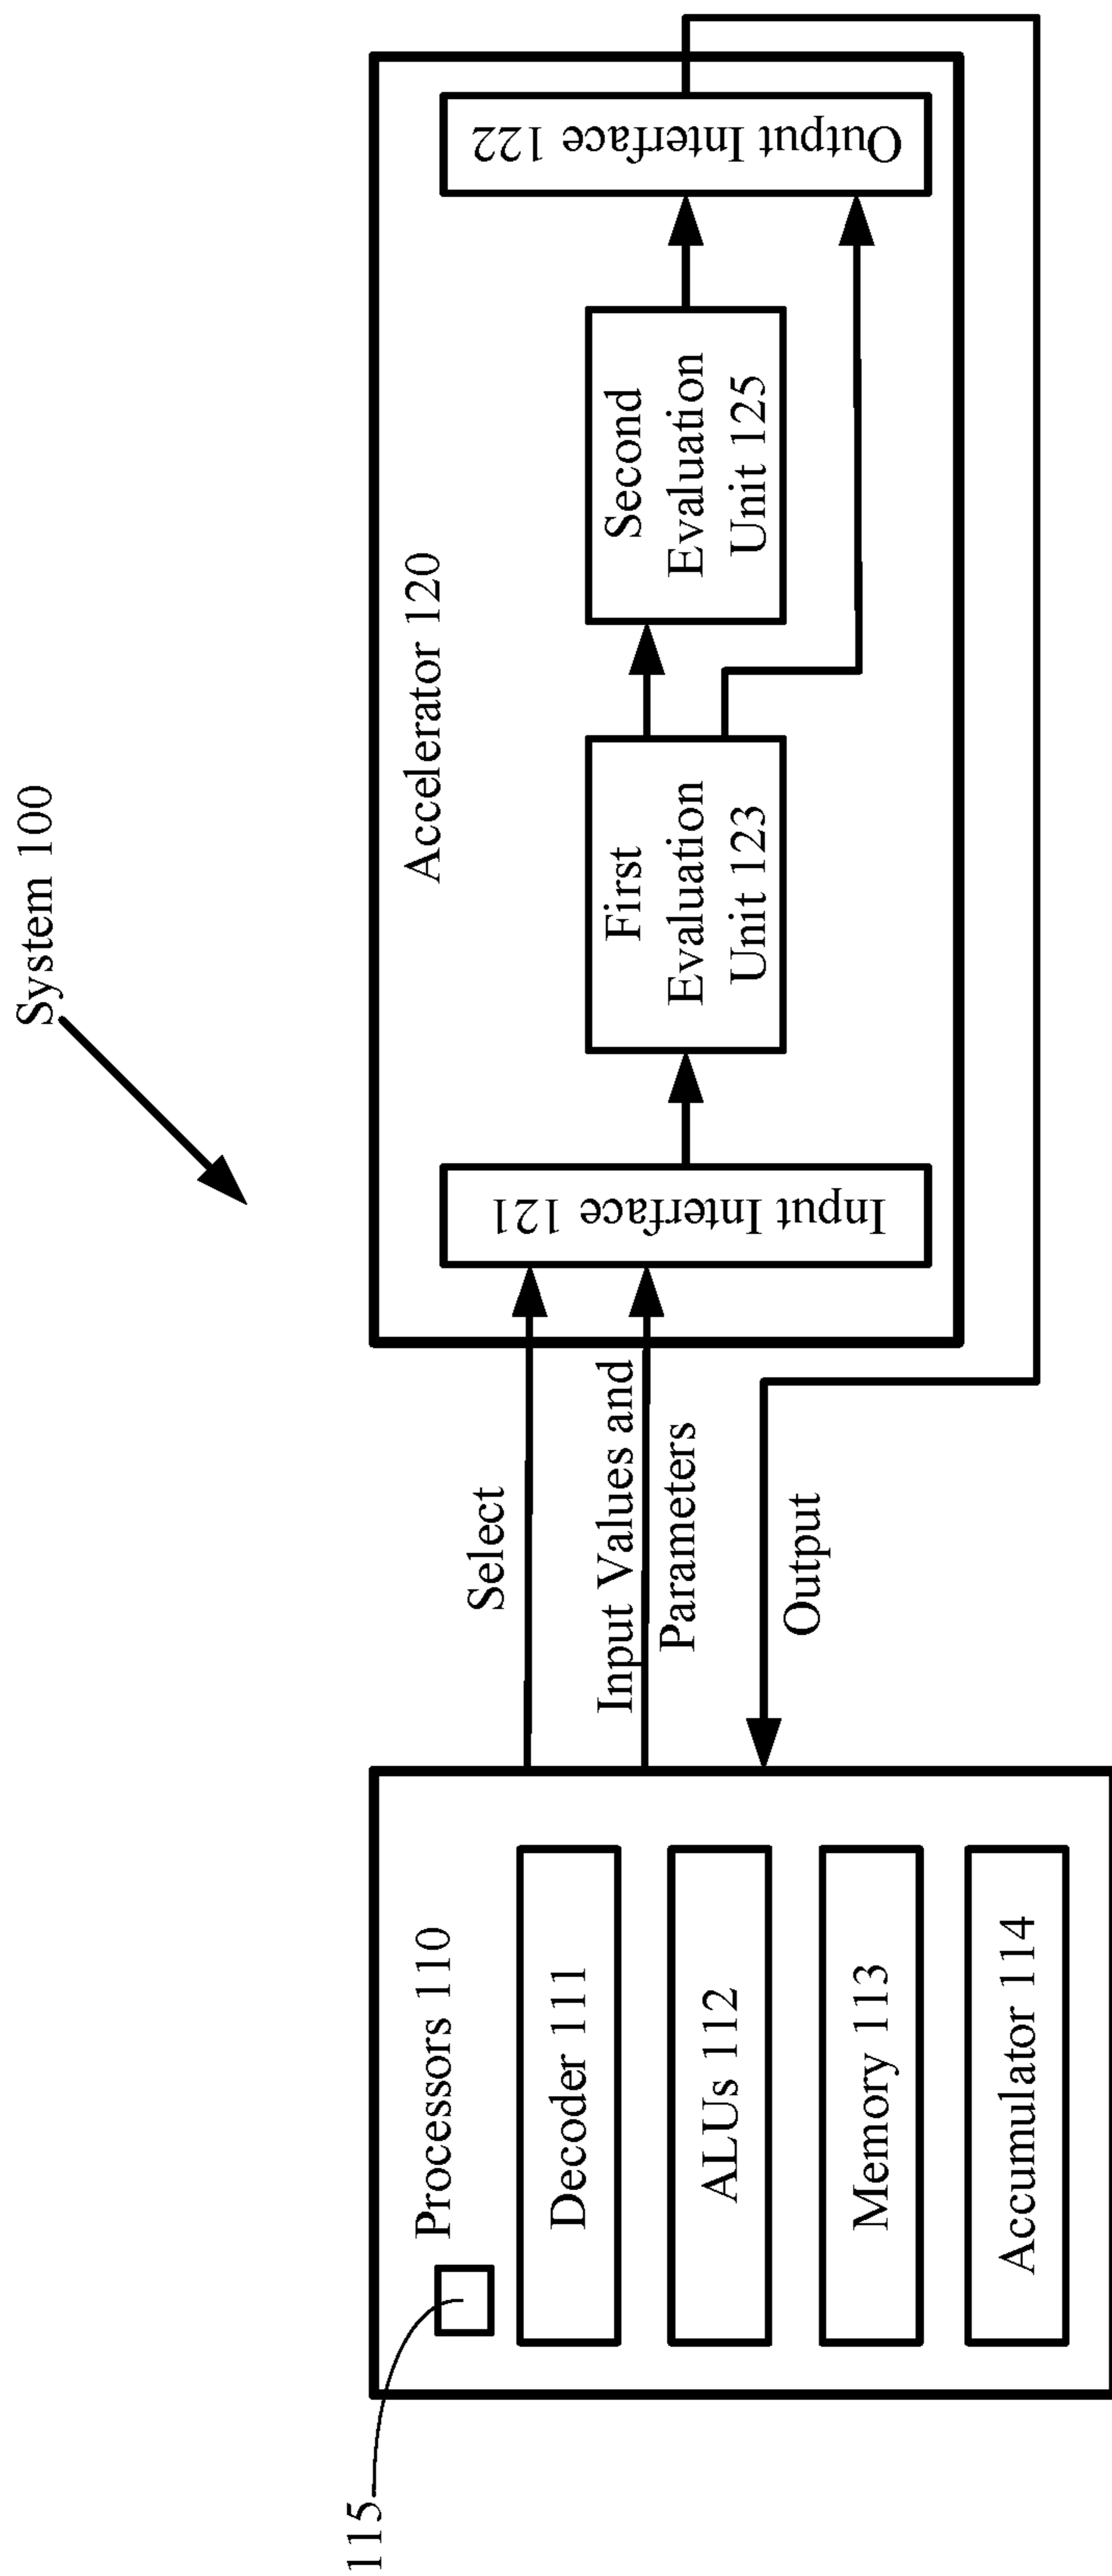 System 100
Processors 110
115
Decoder 111
ALUs 112
Memory 113
Accumulator 114
Select
Input Values and
Parameters
Output
Accelerator 120
Input Interface 121
First
Evaluation
Unit 123
Second
Evaluation
Unit 125
Output Interface 122